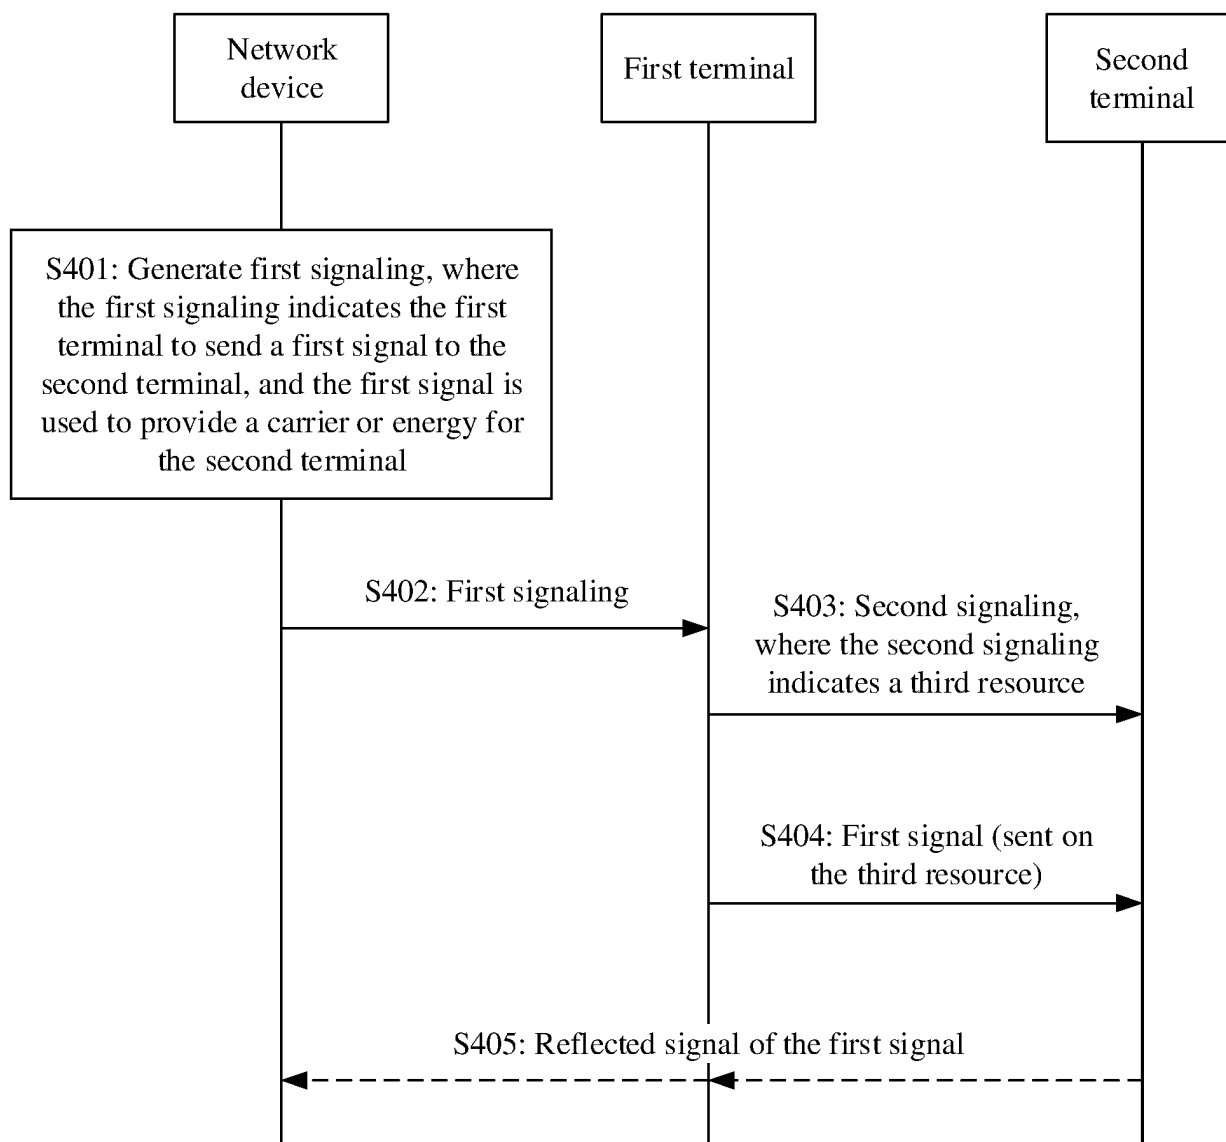 Network
device
First terminal
Second
terminal
S401: Generate first signaling, where
the first signaling indicates the first
terminal to send a first signal to the
second terminal, and the first signal is
used to provide a carrier or energy for
the second terminal
S402: First signaling
S403: Second signaling,
where the second signaling
indicates a third resource
S404: First signal (sent on
the third resource)
S405: Reflected signal of the first signal